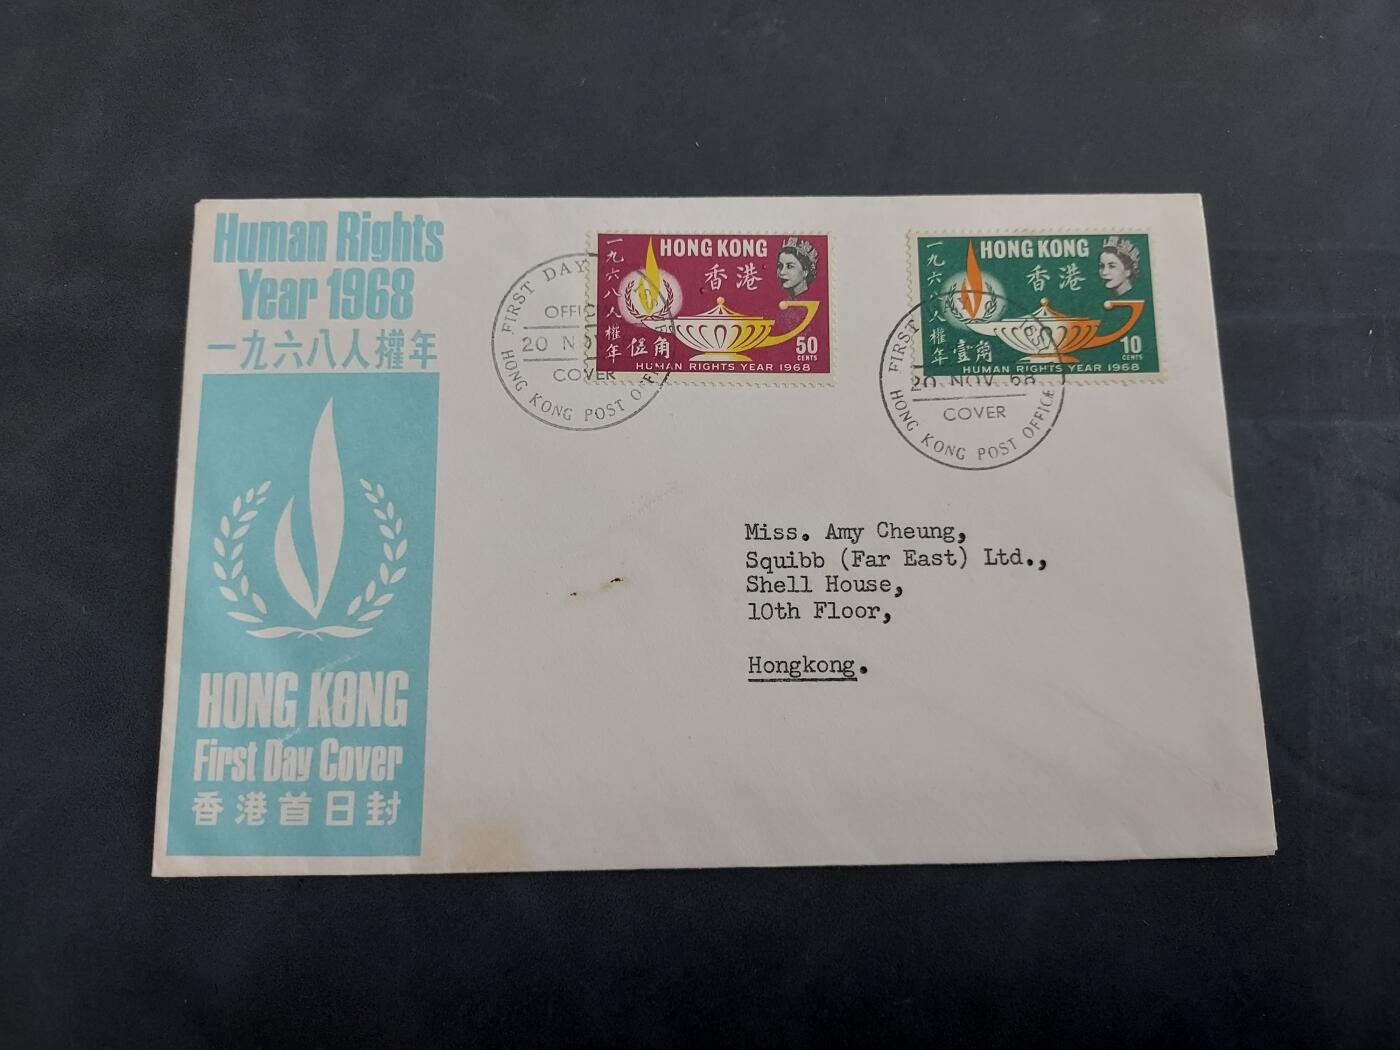 Human Rights
Year 1968
一九六八人權年
HONG KONG
First Day Cover
香港首日封
FIRST DAY
OFFIC
20 NOV
COVER
HONG KONG POST OFFICE
一九六八人權年
HONG KONG
香港
伍角
50
CENTS
HUMAN RIGHTS YEAR 1968
一九六八人權年
HONG KONG
香港
壹角
10
CENTS
HUMAN RIGHTS YEAR 1968
FIRST DAY
20 NOV 68
COVER
HONG KONG POST OFFICE
Miss. Amy Cheung,
Squibb (Far East) Ltd.,
Shell House,
10th Floor,
Hongkong.